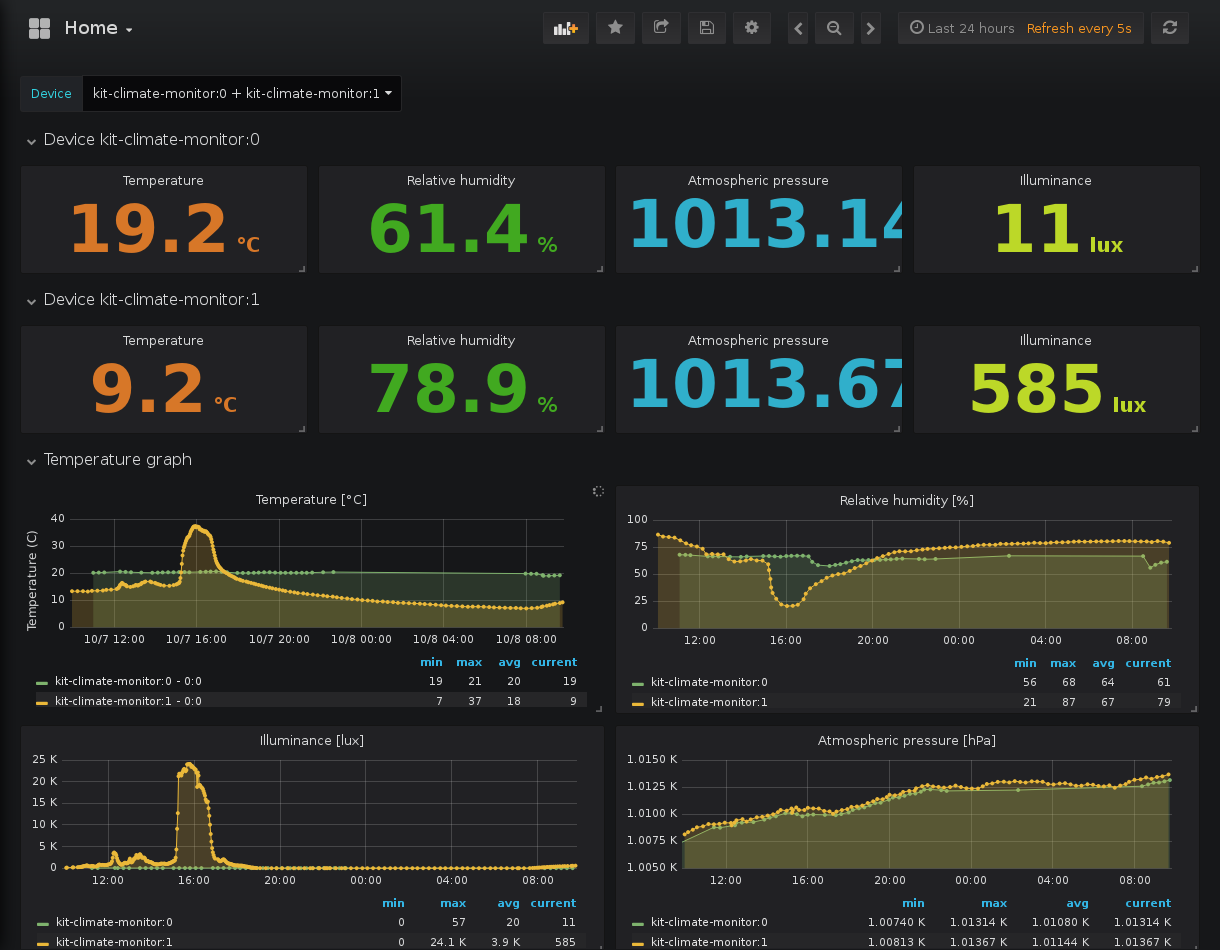 Home
Last 24 hours Refresh every 5s
Device kit-climate-monitor:0 + kit-climate-monitor:1
Device kit-climate-monitor:0
Temperature Relative humidity Atmospheric pressure Illuminance
19.2 °C 61.4 % 1013.14 11 lux
Device kit-climate-monitor:1
Temperature Relative humidity Atmospheric pressure Illuminance
9.2 °C 78.9 % 1013.67 585 lux
Temperature graph
Temperature [°C]
Temperature (C)
40
30
20
10
0
10/7 12:00 10/7 16:00 10/7 20:00 10/8 00:00 10/8 04:00 10/8 08:00
min max avg current
kit-climate-monitor:0 - 0:0 19 21 20 19
kit-climate-monitor:1 - 0:0 7 37 18 9
Relative humidity [%]
100
75
50
25
0
12:00 16:00 20:00 00:00 04:00 08:00
min max avg current
kit-climate-monitor:0 56 68 64 61
kit-climate-monitor:1 21 87 67 79
Illuminance [lux]
25 K
20 K
15 K
10 K
5 K
0
12:00 16:00 20:00 00:00 04:00 08:00
min max avg current
kit-climate-monitor:0 0 57 20 11
kit-climate-monitor:1 0 24.1 K 3.9 K 585
Atmospheric pressure [hPa]
1.0150 K
1.0125 K
1.0100 K
1.0075 K
1.0050 K
12:00 16:00 20:00 00:00 04:00 08:00
min max avg current
kit-climate-monitor:0 1.00740 K 1.01314 K 1.01080 K 1.01314 K
kit-climate-monitor:1 1.00813 K 1.01367 K 1.01144 K 1.01367 K